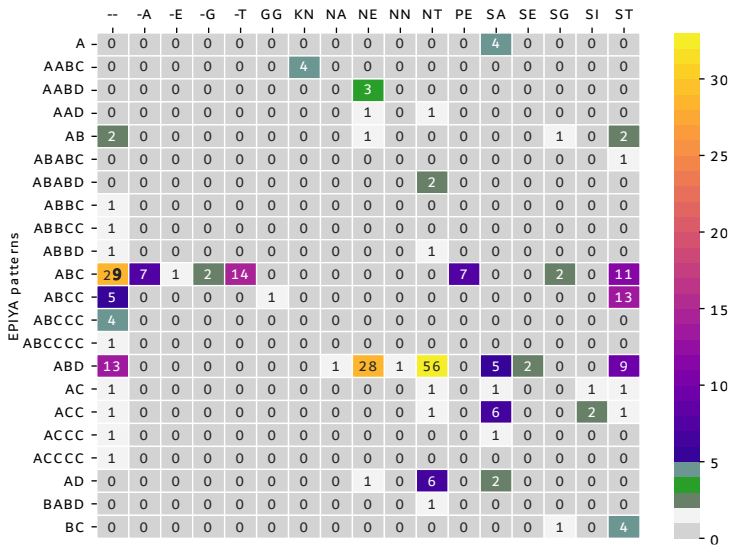 -- -A -E -G -T GG KN NA NE NN NT PE SA SE SG SI ST
A 0 0 0 0 0 0 0 0 0 0 0 0 4 0 0 0 0
AABC 0 0 0 0 0 0 4 0 0 0 0 0 0 0 0 0 0
AABD 0 0 0 0 0 0 0 0 3 0 0 0 0 0 0 0 0
AAD 0 0 0 0 0 0 0 0 1 0 1 0 0 0 0 0 0
AB 2 0 0 0 0 0 0 0 1 0 0 0 0 0 1 0 2
ABABC 0 0 0 0 0 0 0 0 0 0 0 0 0 0 0 0 1
ABABD 0 0 0 0 0 0 0 0 0 0 2 0 0 0 0 0 0
ABBC 1 0 0 0 0 0 0 0 0 0 0 0 0 0 0 0 0
ABBCC 1 0 0 0 0 0 0 0 0 0 0 0 0 0 0 0 0
ABBD 1 0 0 0 0 0 0 0 0 0 1 0 0 0 0 0 0
ABC 29 7 1 2 14 0 0 0 0 0 0 7 0 0 2 0 11
ABCC 5 0 0 0 0 1 0 0 0 0 0 0 0 0 0 0 13
ABCCC 4 0 0 0 0 0 0 0 0 0 0 0 0 0 0 0 0
ABCCCC 1 0 0 0 0 0 0 0 0 0 0 0 0 0 0 0 0
ABD 13 0 0 0 0 0 0 1 28 1 56 0 5 2 0 0 9
AC 1 0 0 0 0 0 0 0 0 0 1 0 1 0 0 1 1
ACC 1 0 0 0 0 0 0 0 0 0 1 0 6 0 0 2 1
ACCC 1 0 0 0 0 0 0 0 0 0 0 0 1 0 0 0 0
ACCCC 1 0 0 0 0 0 0 0 0 0 0 0 0 0 0 0 0
AD 0 0 0 0 0 0 0 0 1 0 6 0 2 0 0 0 0
BABD 0 0 0 0 0 0 0 0 0 0 1 0 0 0 0 0 0
BC 0 0 0 0 0 0 0 0 0 0 0 0 0 0 1 0 4
EPIYA patterns
30
25
20
15
10
5
0